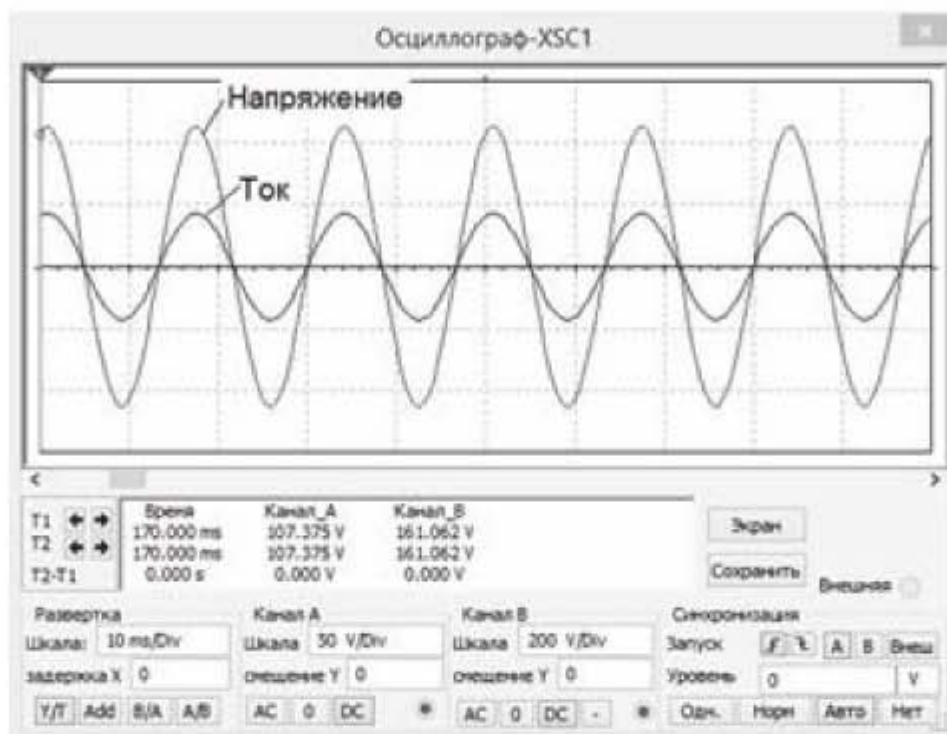 Осциллограф-XSC1
Напряжение
Ток
Время Канал_A Канал_B
T1 170.000 ms 107.375 V 161.062 V
T2 170.000 ms 107.375 V 161.062 V
T2-T1 0.000 s 0.000 V 0.000 V
Экран
Сохранить
Внешняя
Развертка Канал A Канал B Синхронизация
Шкала: 10 ms/Div Шкала 50 V/Div Шкала 200 V/Div Запуск A B Внеш
задержка X 0 смещение Y 0 смещение Y 0 Уровень 0 V
Y/T Add B/A A/B AC 0 DC AC 0 DC - Одн. Норм Авто Нет